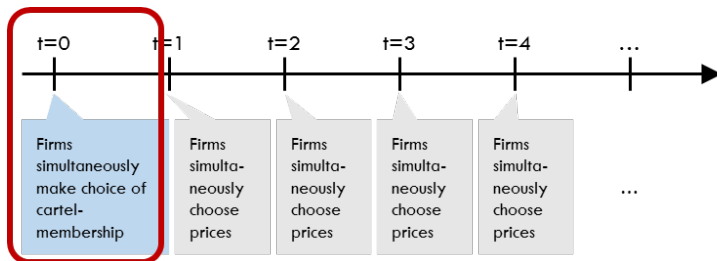 t=0 t=1 t=2 t=3 t=4 ...
Firms
simultaneously
make choice of
cartel-
membership
Firms
simulta-
neously
choose
prices
Firms
simulta-
neously
choose
prices
Firms
simulta-
neously
choose
prices
Firms
simulta-
neously
choose
prices
...